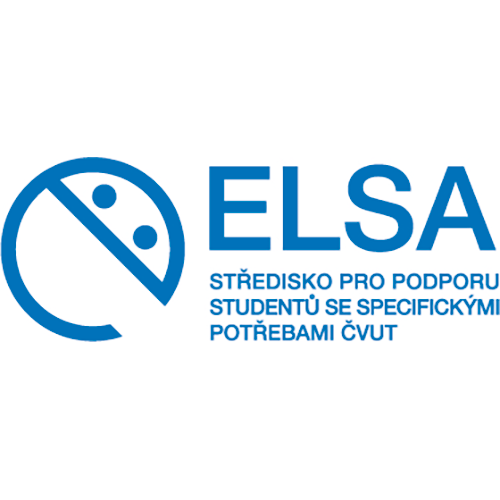 ELSA
STŘEDISKO PRO PODPORU
STUDENTŮ SE SPECIFICKÝMI
POTŘEBAMI ČVUT